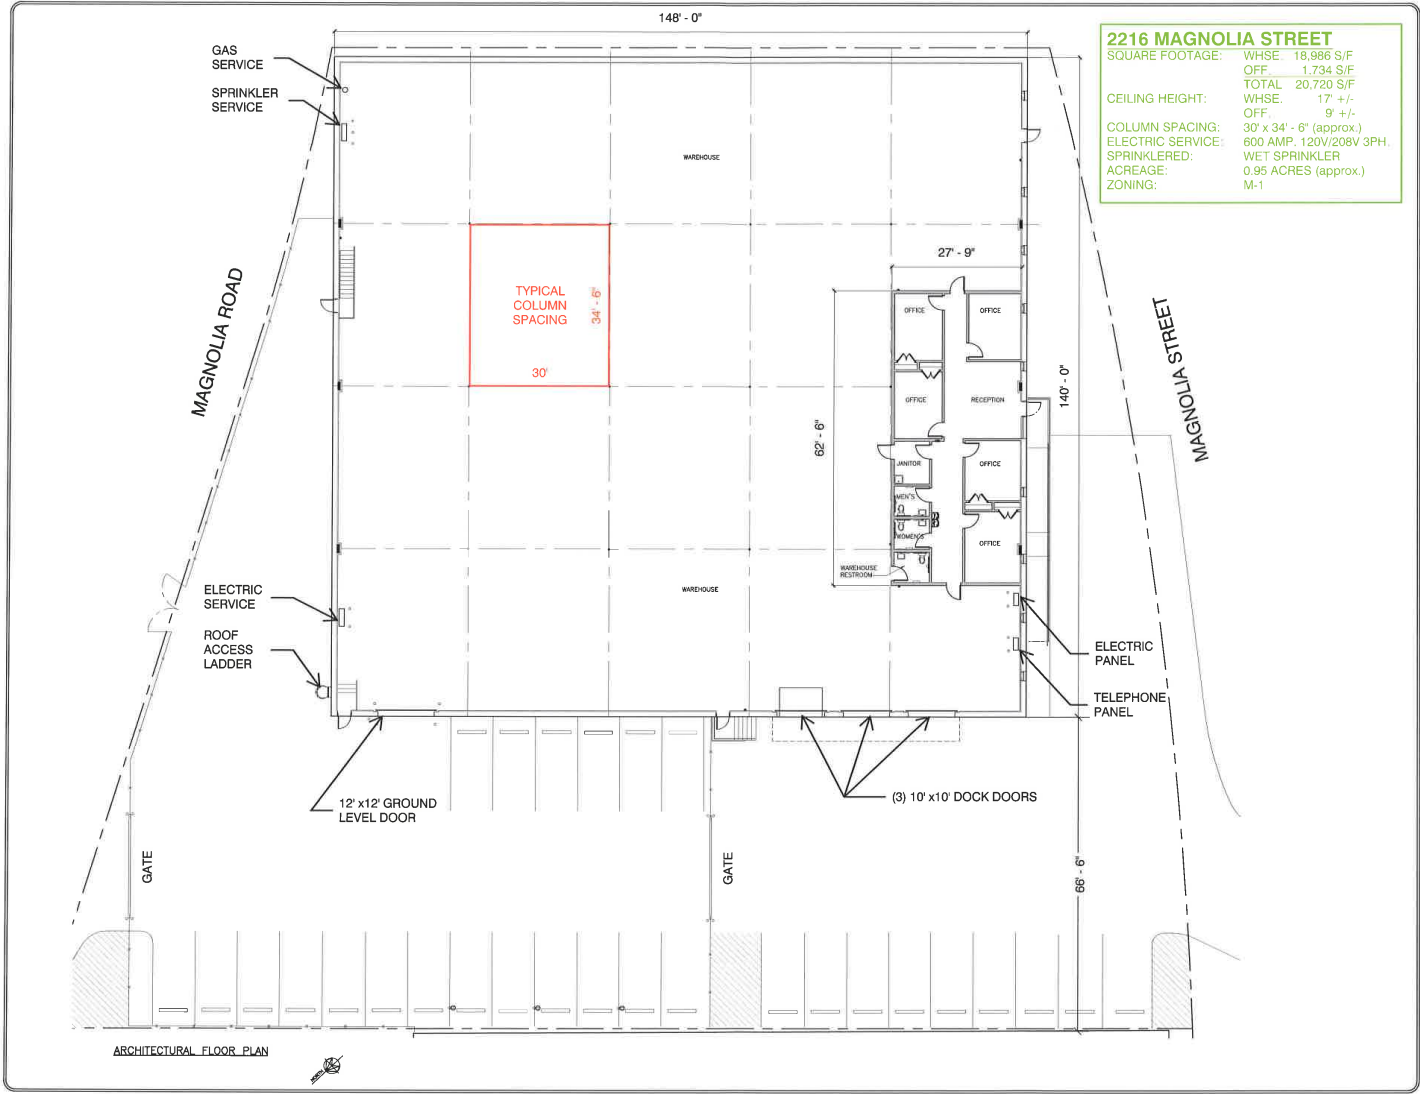 148' - 0"
2216 MAGNOLIA STREET
SQUARE FOOTAGE: WHSE. 18,986 S/F
OFF. 1.734 S/F
TOTAL 20,720 S/F
CEILING HEIGHT: WHSE. 17' +/-
OFF. 9' +/-
COLUMN SPACING: 30' x 34' - 6" (approx.)
ELECTRIC SERVICE: 600 AMP. 120V/208V 3PH.
SPRINKLERED: WET SPRINKLER
ACREAGE: 0.95 ACRES (approx.)
ZONING: M-1
GAS
SERVICE
SPRINKLER
SERVICE
WAREHOUSE
MAGNOLIA ROAD
TYPICAL
COLUMN
SPACING
34' - 6"
30'
27' - 9"
OFFICE
OFFICE
MAGNOLIA STREET
140' - 0"
62' - 6"
OFFICE
RECEPTION
JANITOR
OFFICE
MEN'S
WOMEN'S
OFFICE
WAREHOUSE
RESTROOM
WAREHOUSE
ELECTRIC
SERVICE
ROOF
ACCESS
LADDER
ELECTRIC
PANEL
TELEPHONE
PANEL
12' x12' GROUND
LEVEL DOOR
(3) 10' x10' DOCK DOORS
GATE
GATE
66' - 6"
ARCHITECTURAL FLOOR PLAN
NORTH